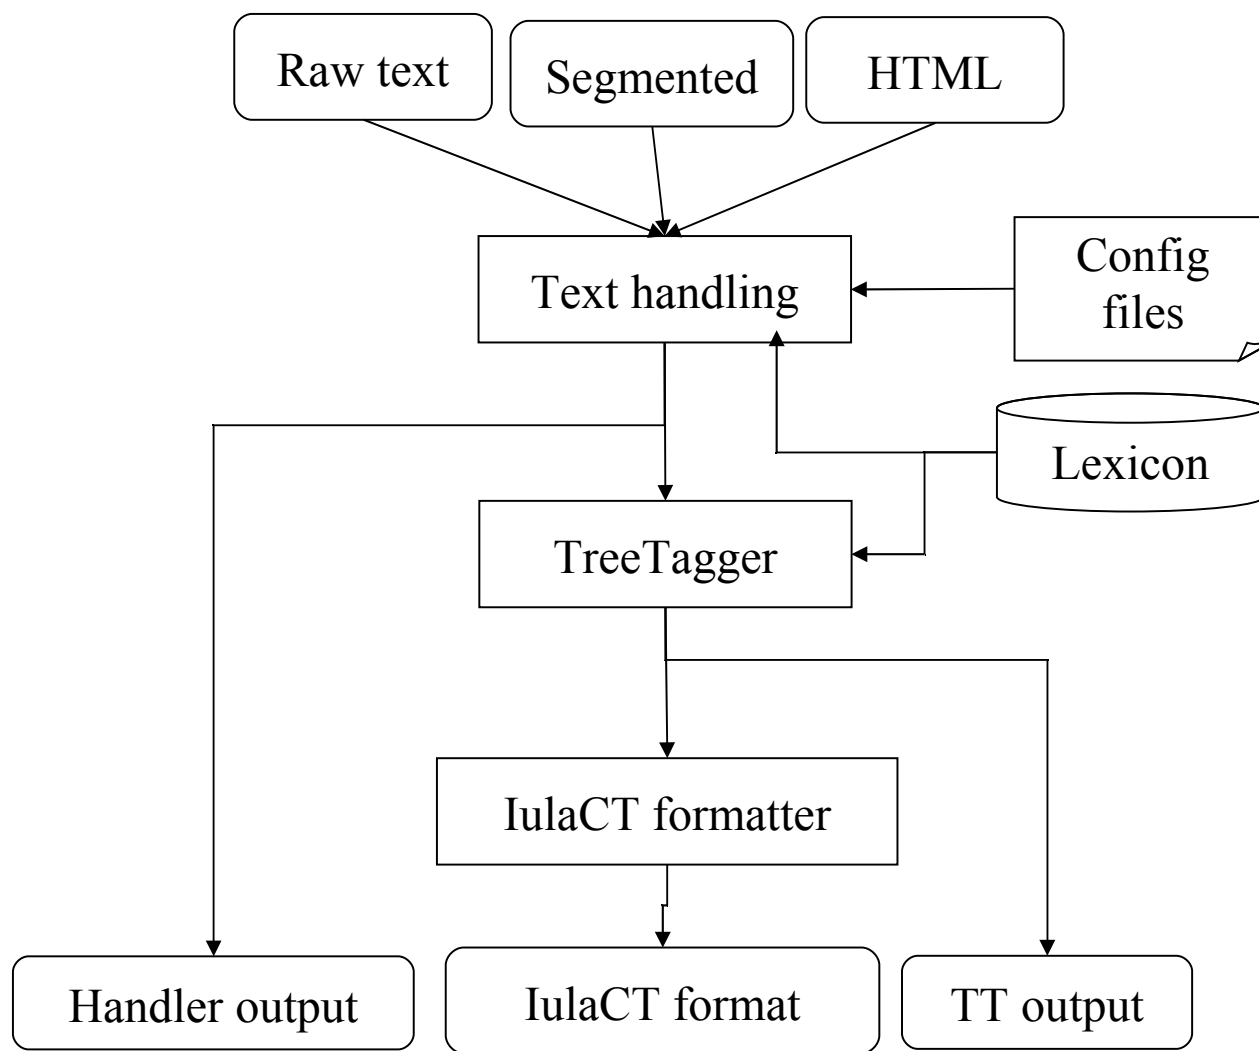 Raw text
Segmented
HTML
Text handling
Config
files
Lexicon
TreeTagger
IulaCT formatter
Handler output
IulaCT format
TT output